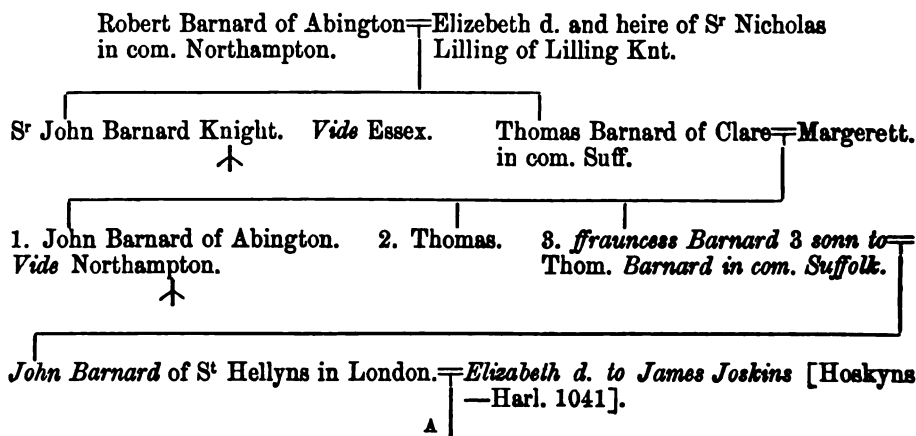 Robert Barnard of Abington=Elizebeth d. and heire of Sʳ Nicholas
in com. Northampton. Lilling of Lilling Knt.
Sʳ John Barnard Knight. Vide Essex. Thomas Barnard of Clare=Margerett.
in com. Suff.
1. John Barnard of Abington. 2. Thomas. 3. ffrauncess Barnard 3 sonn to=
Vide Northampton. Thom. Barnard in com. Suffolk.
John Barnard of Sᵗ Hellyns in London.=Elizabeth d. to James Joskins [Hoskyns
—Harl. 1041].
A